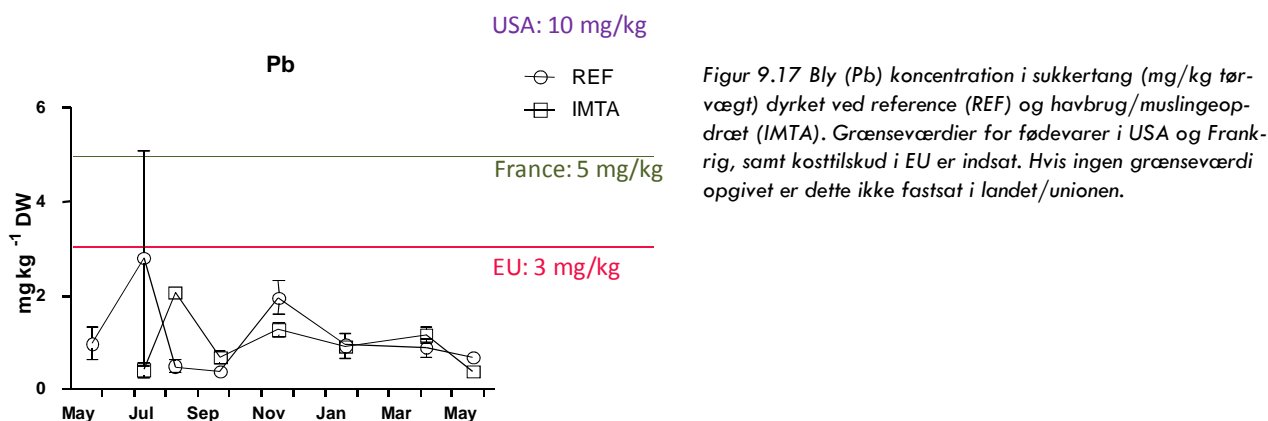 USA: 10 mg/kg
Pb
REF
IMTA
6
4
2
0
mg kg -1 DW
France: 5 mg/kg
EU: 3 mg/kg
May Jul Sep Nov Jan Mar May
Figur 9.17 Bly (Pb) koncentration i sukkertang (mg/kg tør-
vægt) dyrket ved reference (REF) og havbrug/muslingeop-
dræt (IMTA). Grænseværdier for fødevarer i USA og Frank-
rig, samt kosttilskud i EU er indsat. Hvis ingen grænseværdi
opgivet er dette ikke fastsat i landet/unionen.